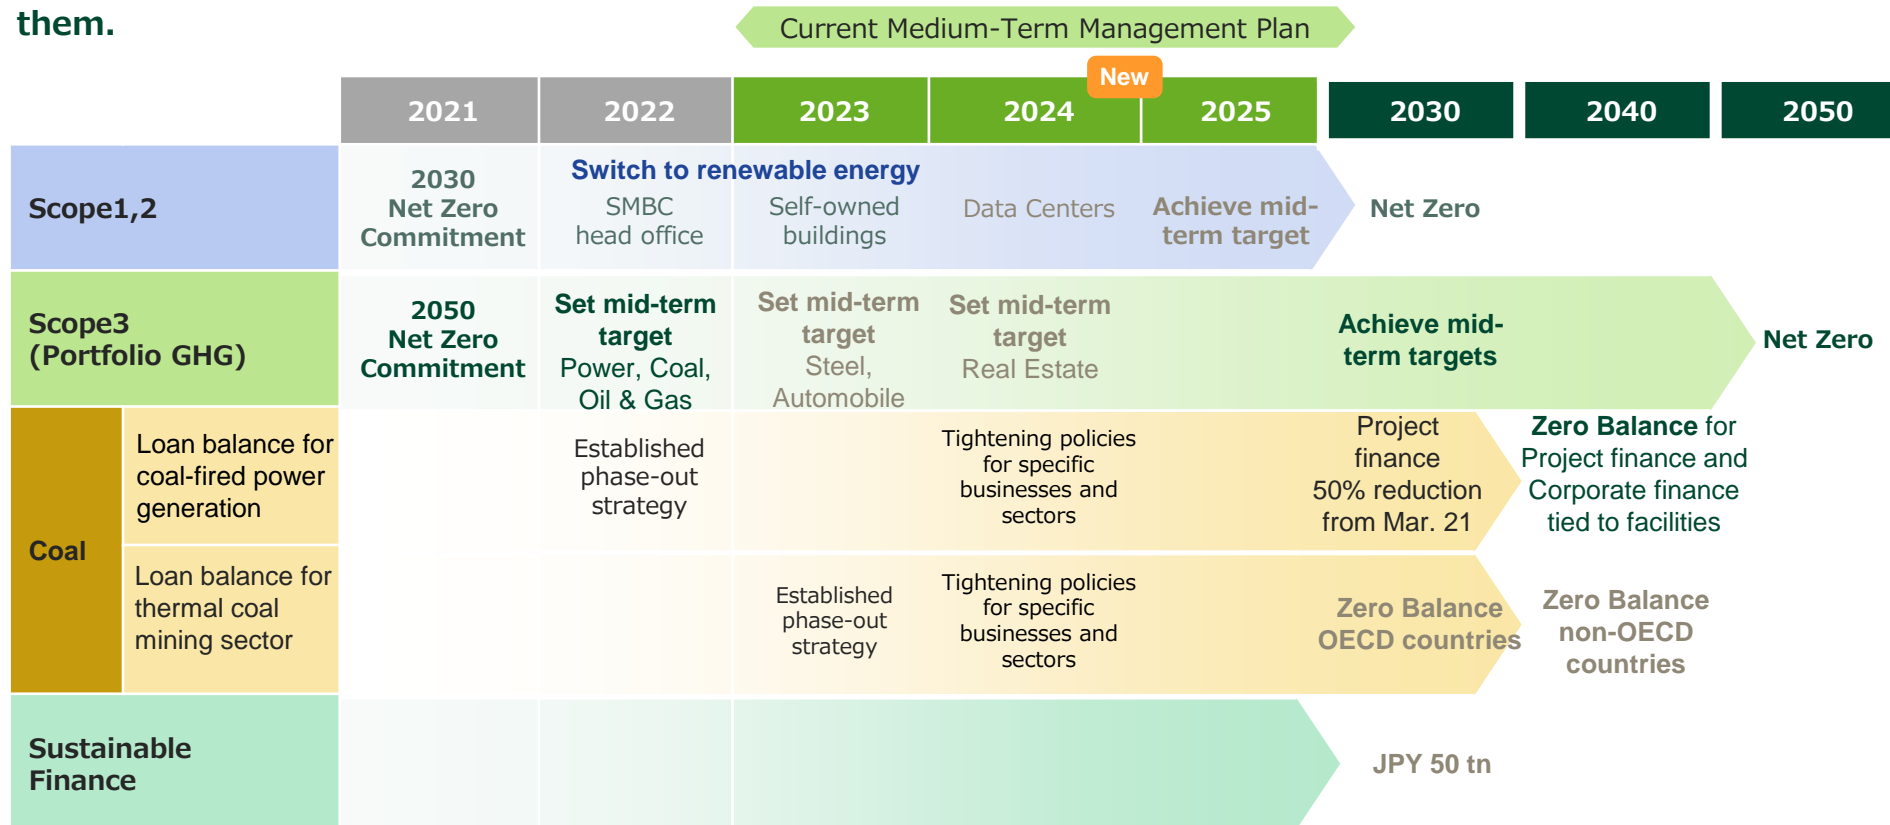 them.
Current Medium-Term Management Plan
New
2021
2022
2023
2024
2025
2030
2040
2050
Scope1,2
2030
Net Zero
Commitment
Switch to renewable energy
SMBC
head office
Self-owned
buildings
Data Centers
Achieve mid-
term target
Net Zero
Scope3
(Portfolio GHG)
2050
Net Zero
Commitment
Set mid-term
target
Power, Coal,
Oil & Gas
Set mid-term
target
Steel,
Automobile
Set mid-term
target
Real Estate
Achieve mid-
term targets
Net Zero
Coal
Loan balance for
coal-fired power
generation
Established
phase-out
strategy
Tightening policies
for specific
businesses and
sectors
Project
finance
50% reduction
from Mar. 21
Zero Balance for
Project finance and
Corporate finance
tied to facilities
Loan balance for
thermal coal
mining sector
Established
phase-out
strategy
Tightening policies
for specific
businesses and
sectors
Zero Balance
OECD countries
Zero Balance
non-OECD
countries
Sustainable
Finance
JPY 50 tn